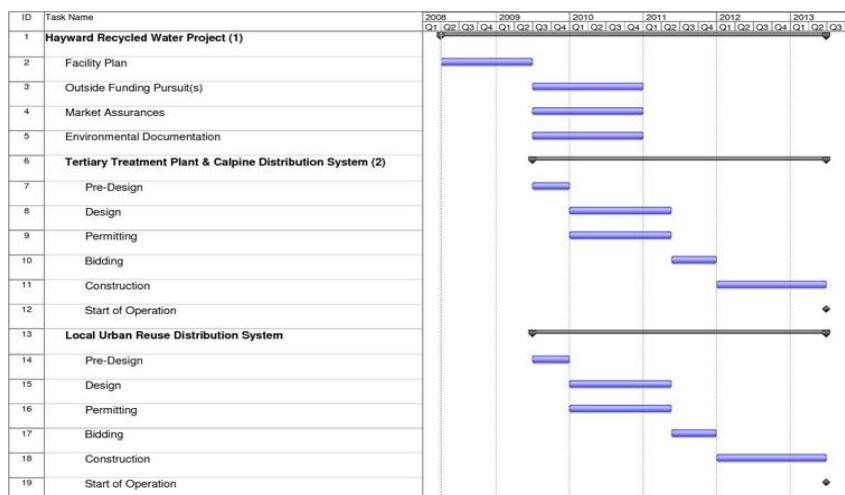 ID Task Name 2008 2009 2010 2011 2012 2013
Q1 Q2 Q3 Q4 Q1 Q2 Q3 Q4 Q1 Q2 Q3 Q4 Q1 Q2 Q3 Q4 Q1 Q2 Q3 Q4 Q1 Q2 Q3
1 Hayward Recycled Water Project (1)
2 Facility Plan
3 Outside Funding Pursuit(s)
4 Market Assurances
5 Environmental Documentation
6 Tertiary Treatment Plant & Calpine Distribution System (2)
7 Pre-Design
8 Design
9 Permitting
10 Bidding
11 Construction
12 Start of Operation
13 Local Urban Reuse Distribution System
14 Pre-Design
15 Design
16 Permitting
17 Bidding
18 Construction
19 Start of Operation